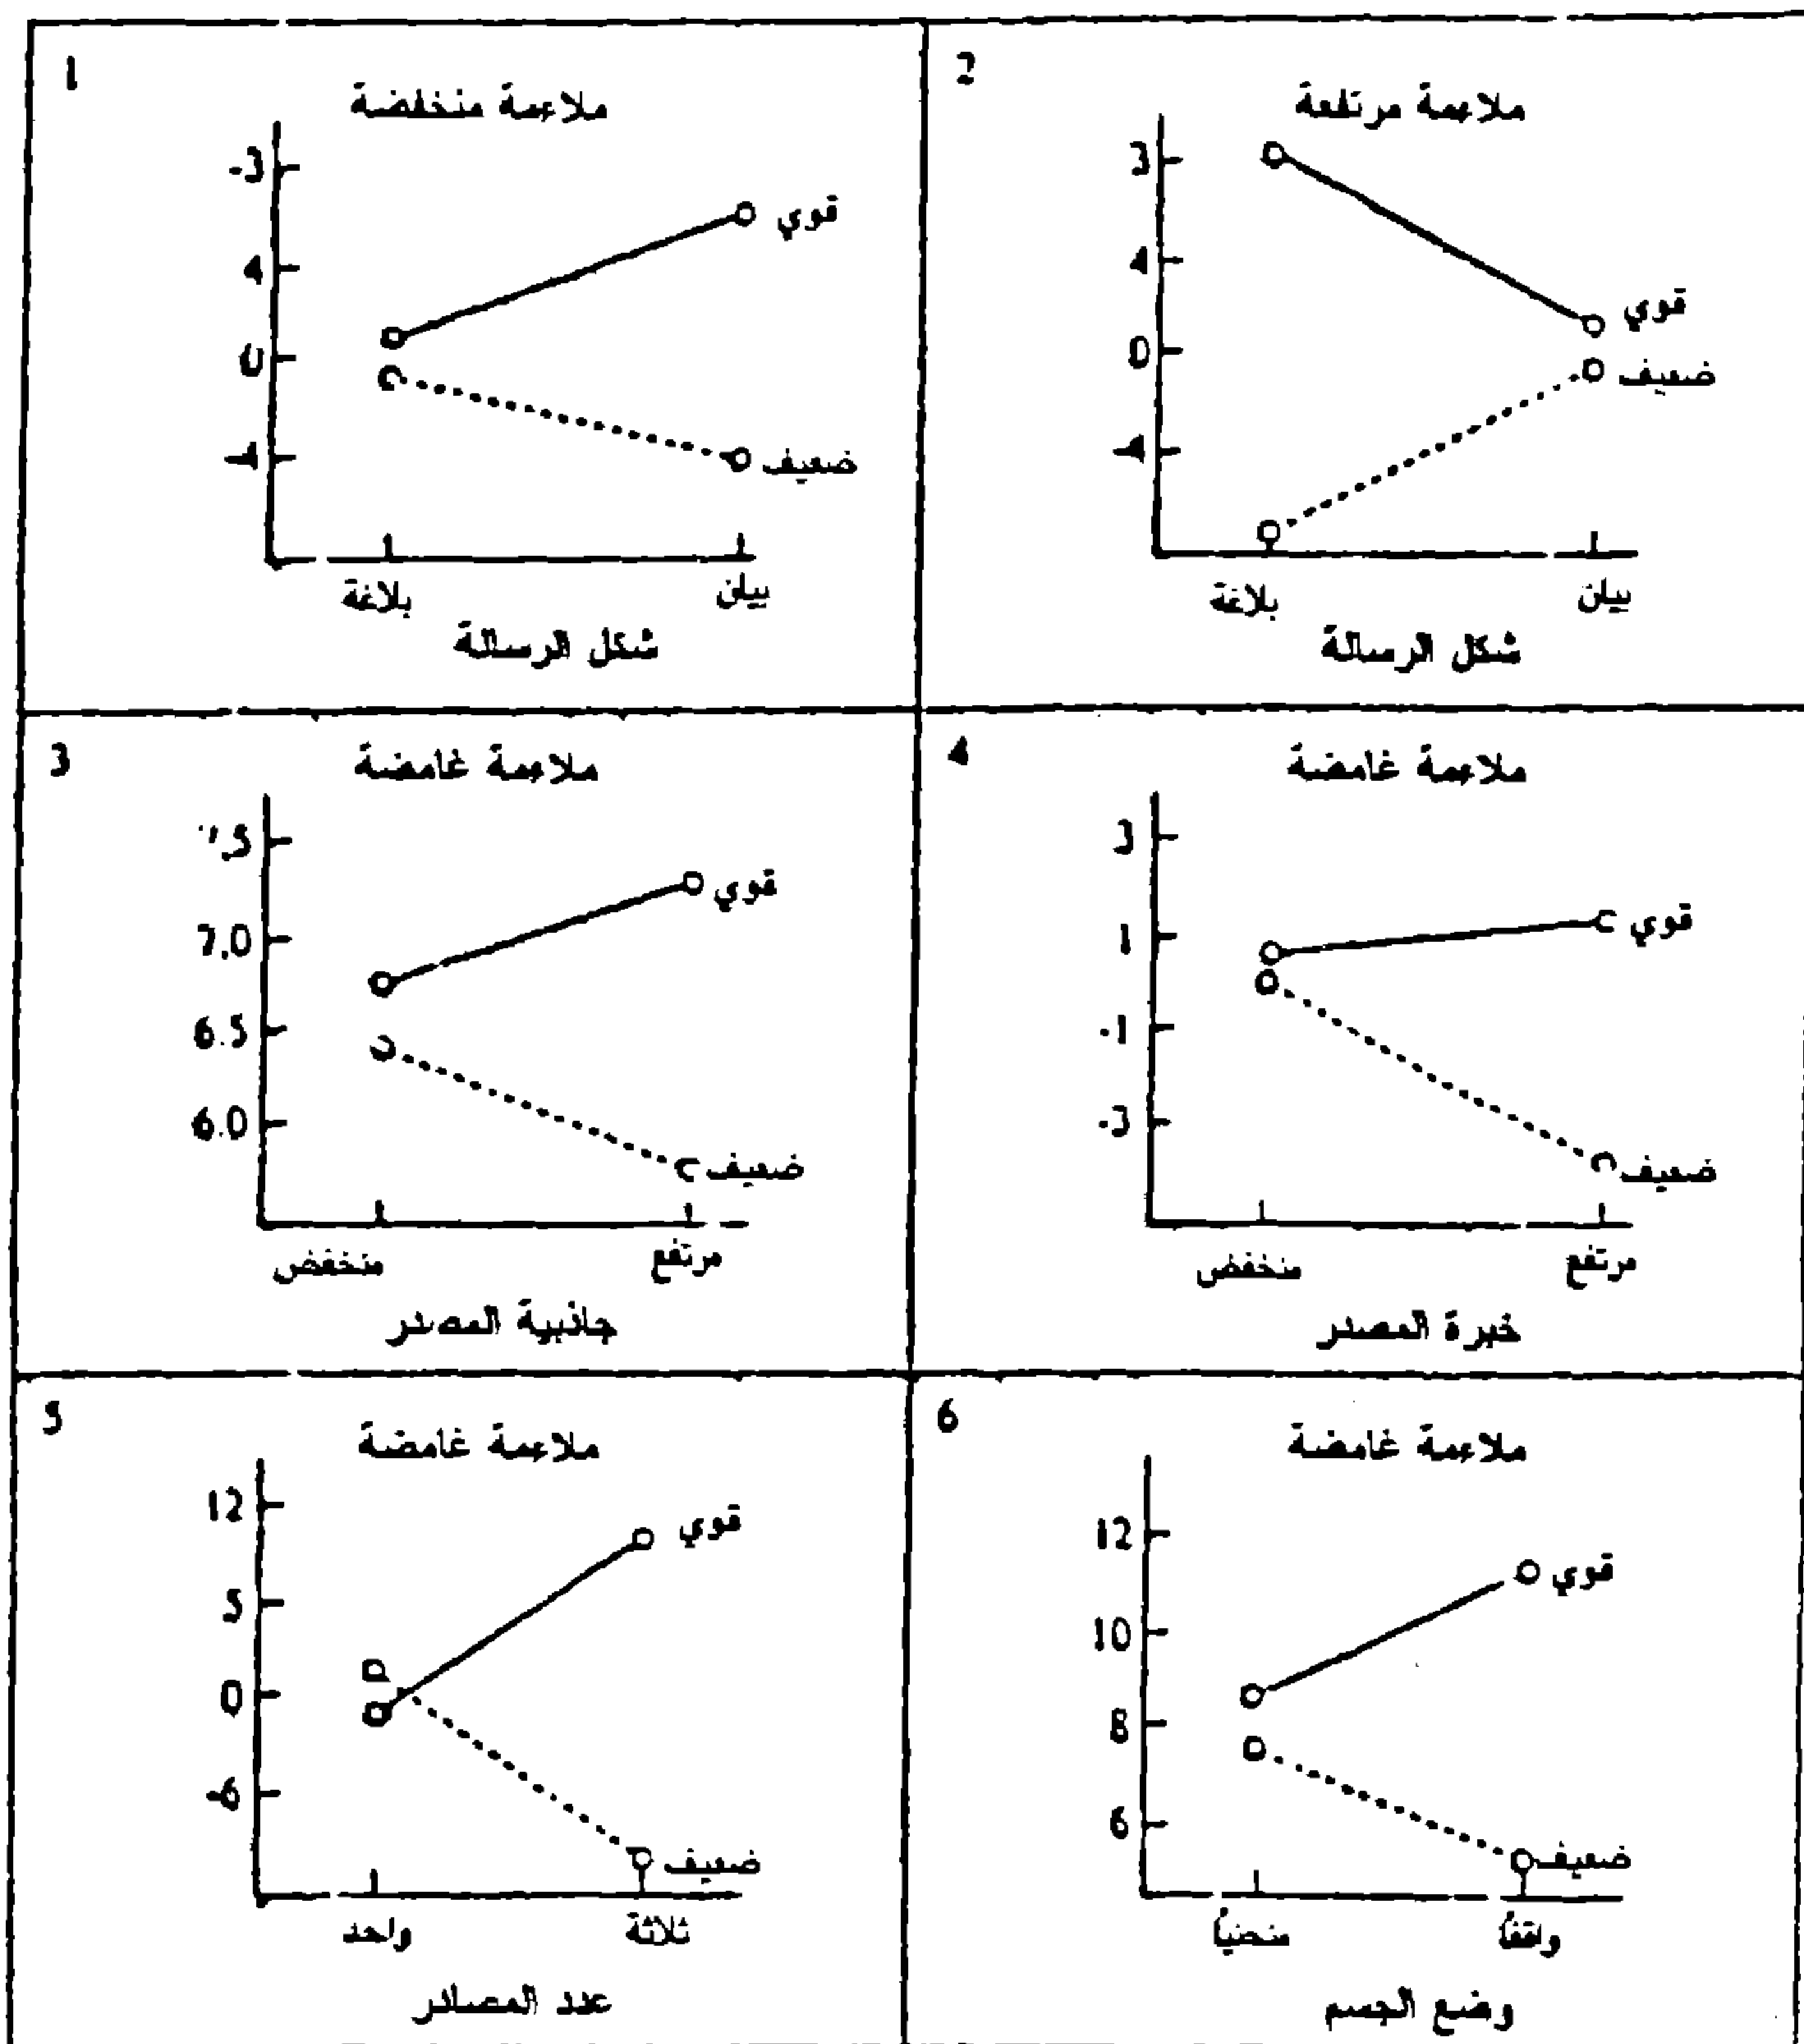 1
ملاءمة منخفضة
-3
4
0
-4
قوي
ضعيف
بلاغة
بيان
شكل الرسالة
2
ملاءمة مرتفعة
3
4
0
-4
قوي
ضعيف
بلاغة
بيان
شكل الرسالة
3
ملاءمة غامضة
7.0
6.5
6.0
قوي
ضعيف
منخفض
مرتفع
جاذبية المصدر
4
ملاءمة غامضة
3
1
-1
-3
قوي
ضعيف
منخفض
مرتفع
خبرة المصدر
5
ملاءمة غامضة
12
5
0
-6
قوي
ضعيف
واحد
ثلاثة
عدد المصادر
6
ملاءمة غامضة
12
10
8
6
قوي
ضعيف
منحنياً
واقفاً
وضع الجسم